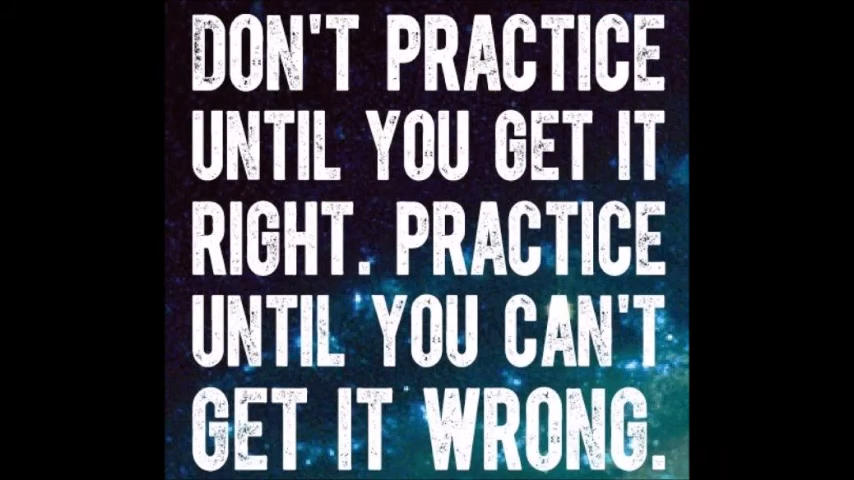 DON'T PRACTICE
UNTIL YOU GET IT
RIGHT. PRACTICE
UNTIL YOU CAN'T
GET IT WRONG.